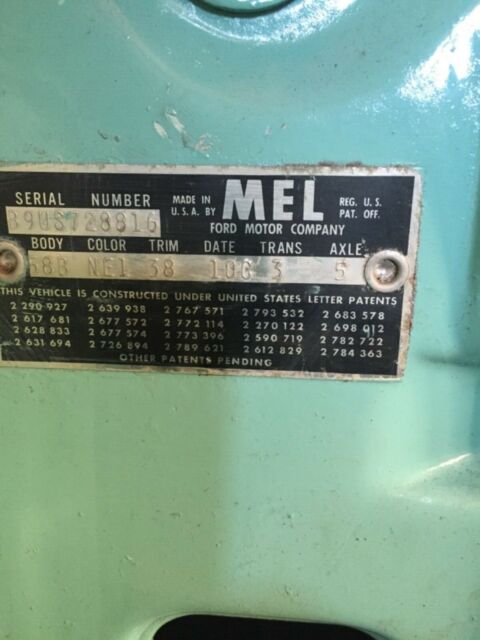 SERIAL NUMBER MADE IN U.S.A. BY MEL REG. U.S. PAT. OFF.
B9US728816 FORD MOTOR COMPANY
BODY COLOR TRIM DATE TRANS AXLE
58B NE1 38 10G 3 5
THIS VEHICLE IS CONSTRUCTED UNDER UNITED STATES LETTER PATENTS
2 290 927 2 639 938 2 767 571 2 793 532 2 683 578
2 617 681 2 677 572 2 772 114 2 270 122 2 698 012
2 628 833 2 677 574 2 773 396 2 590 719 2 782 722
2 631 694 2 726 894 2 789 621 2 612 829 2 784 363
OTHER PATENTS PENDING